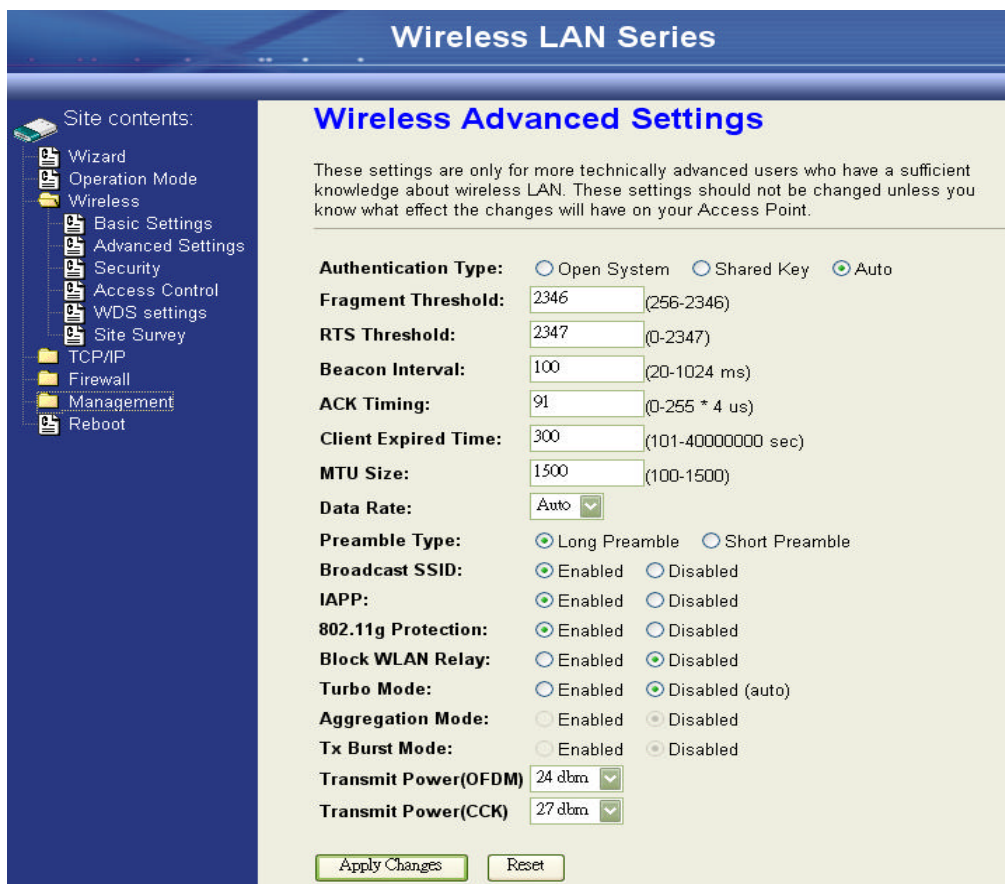 Wireless LAN Series
Site contents:
Wizard
Operation Mode
Wireless
Basic Settings
Advanced Settings
Security
Access Control
WDS settings
Site Survey
TCP/IP
Firewall
Management
Reboot
Wireless Advanced Settings
These settings are only for more technically advanced users who have a sufficient
knowledge about wireless LAN. These settings should not be changed unless you
know what effect the changes will have on your Access Point.
Authentication Type: Open System Shared Key Auto
Fragment Threshold: 2346 (256-2346)
RTS Threshold: 2347 (0-2347)
Beacon Interval: 100 (20-1024 ms)
ACK Timing: 91 (0-255 * 4 us)
Client Expired Time: 300 (101-40000000 sec)
MTU Size: 1500 (100-1500)
Data Rate: Auto
Preamble Type: Long Preamble Short Preamble
Broadcast SSID: Enabled Disabled
IAPP: Enabled Disabled
802.11g Protection: Enabled Disabled
Block WLAN Relay: Enabled Disabled
Turbo Mode: Enabled Disabled (auto)
Aggregation Mode: Enabled Disabled
Tx Burst Mode: Enabled Disabled
Transmit Power(OFDM) 24 dbm
Transmit Power(CCK) 27 dbm
Apply Changes Reset